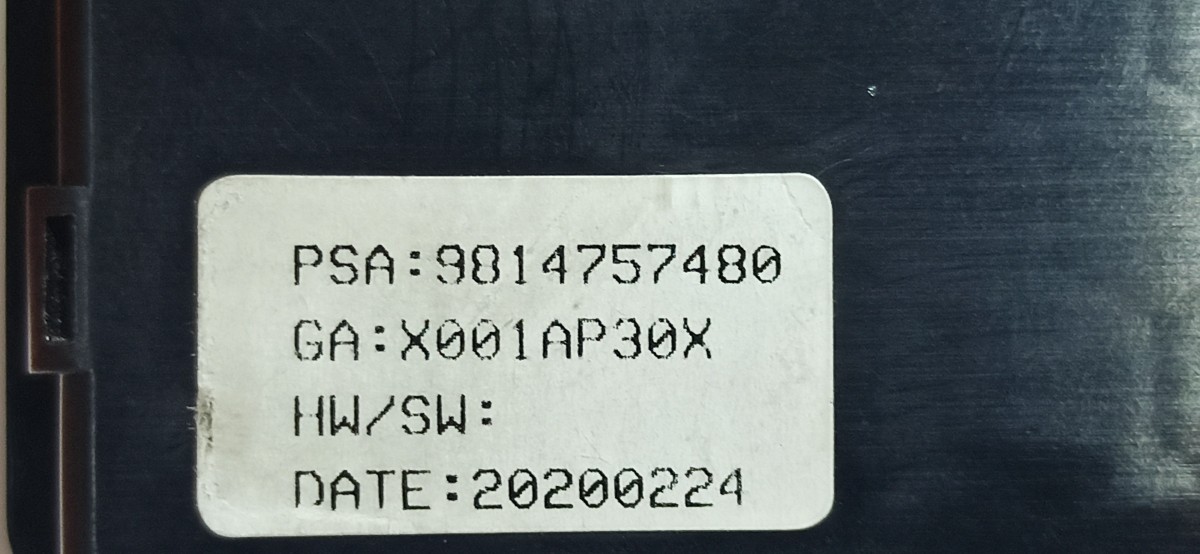 PSA:9814757480
GA:X001AP30X
HW/SW:
DATE:20200224